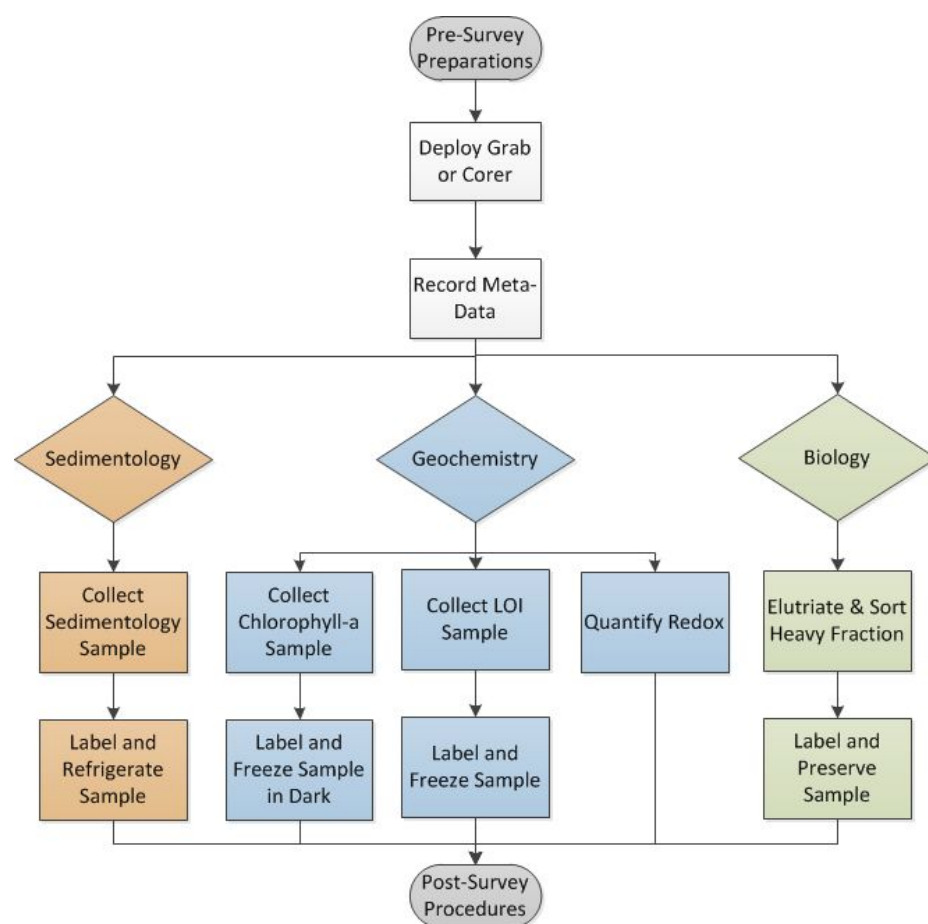 Pre-Survey
Preparations
Deploy Grab
or Corer
Record Meta-
Data
Sedimentology
Geochemistry
Biology
Collect
Sedimentology
Sample
Collect
Chlorophyll-a
Sample
Collect LOI
Sample
Quantify Redox
Elutriate & Sort
Heavy Fraction
Label and
Refrigerate
Sample
Label and
Freeze Sample
in Dark
Label and
Freeze Sample
Label and
Preserve
Sample
Post-Survey
Procedures